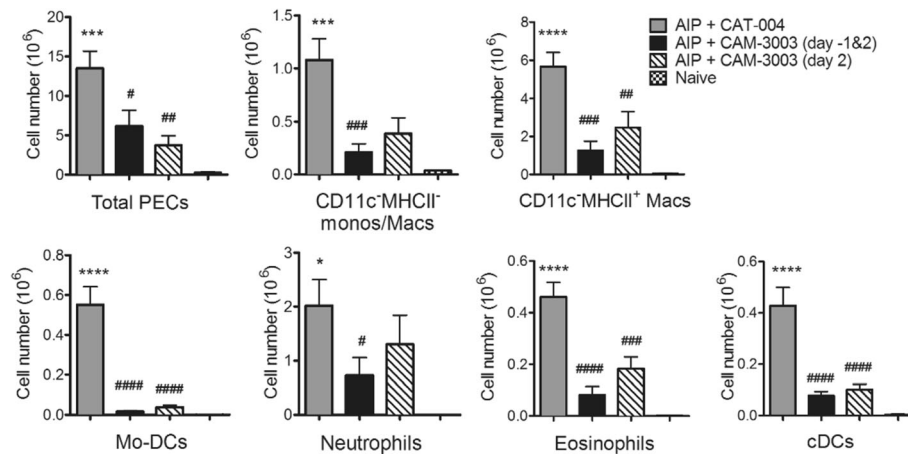 Cell number (10⁶)
15
10
5
0
***
#
##
Total PECs
Cell number (10⁶)
1.5
1.0
0.5
0.0
***
###
CD11c⁻MHCII⁻
monos/Macs
Cell number (10⁶)
8
6
4
2
0
****
###
##
CD11c⁻MHCII⁺ Macs
AIP + CAT-004
AIP + CAM-3003 (day -1&2)
AIP + CAM-3003 (day 2)
Naive
Cell number (10⁶)
0.8
0.6
0.4
0.2
0.0
****
####
####
Mo-DCs
Cell number (10⁶)
3
2
1
0
*
#
Neutrophils
Cell number (10⁶)
0.6
0.4
0.2
0.0
****
####
###
Eosinophils
Cell number (10⁶)
0.6
0.4
0.2
0.0
****
####
####
cDCs